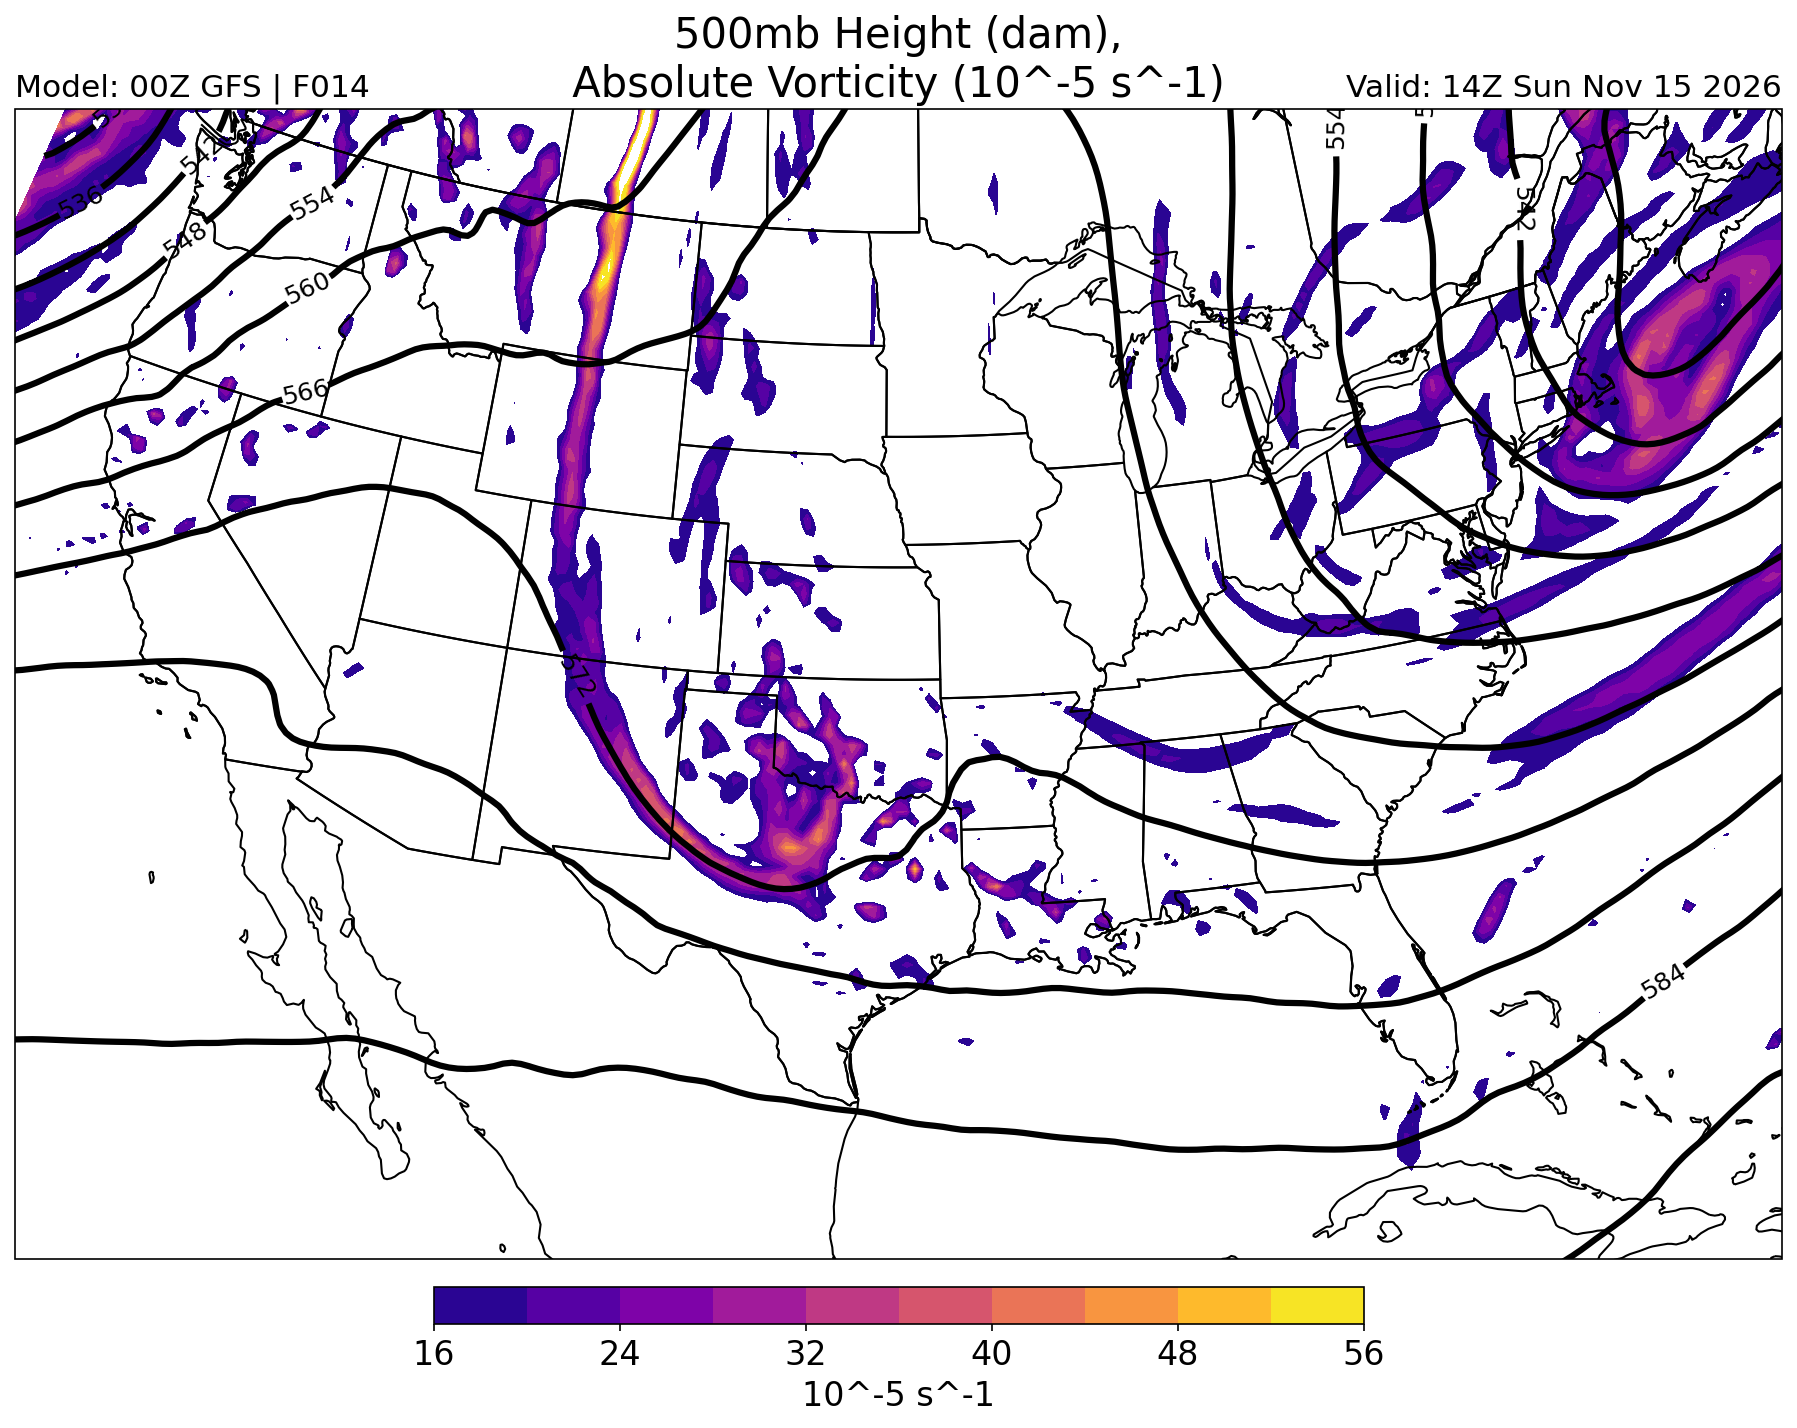 500mb Height (dam),
Absolute Vorticity (10^-5 s^-1)
Model: 00Z GFS | F014
Valid: 14Z Sun Nov 15 2026
542
536
548
554
560
566
572
554
542
584
16 24 32 40 48 56
10^-5 s^-1